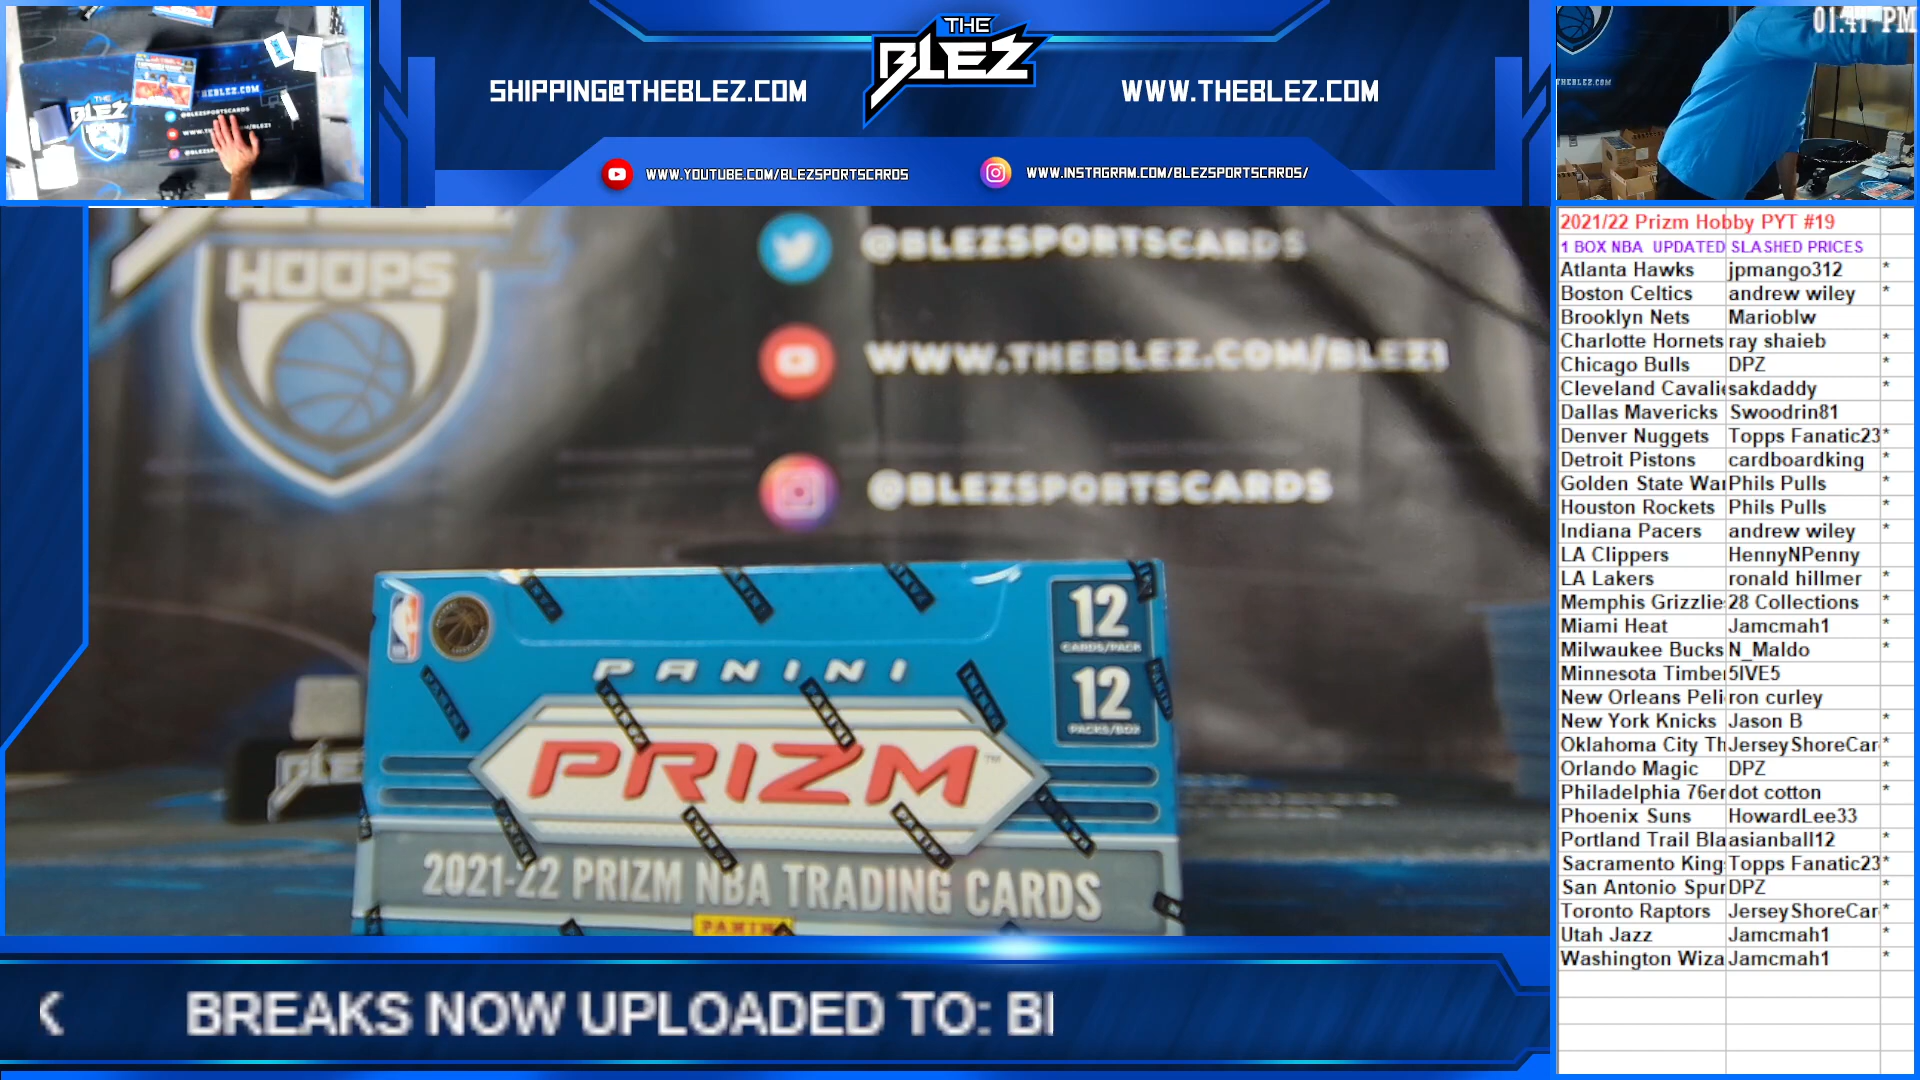 THE
BLEZ
SHIPPING@THEBLEZ.COM
WWW.THEBLEZ.COM
WWW.YOUTUBE.COM/BLEZSPORTSCARDS
WWW.INSTAGRAM.COM/BLEZSPORTSCARDS/
01:41 PM
THEBLEZ.COM
THE
BLEZ
HOOPS
@BLEZSPORTSCARDS
WWW.THEBLEZ.COM/BLEZ1
@BLEZSPORTSCARDS
12
CARDS/PACK
12
PACKS/BOX
PANINI
PRIZM™
2021-22 PRIZM NBA TRADING CARDS
PANINI
BLEZ
2021/22 Prizm Hobby PYT #19
1 BOX NBA UPDATED SLASHED PRICES
Atlanta Hawks jpmango312 *
Boston Celtics andrew wiley *
Brooklyn Nets Marioblw
Charlotte Hornets ray shaieb *
Chicago Bulls DPZ *
Cleveland Cavali sakdaddy *
Dallas Mavericks Swoodrin81
Denver Nuggets Topps Fanatic23 *
Detroit Pistons cardboardking *
Golden State War Phils Pulls *
Houston Rockets Phils Pulls *
Indiana Pacers andrew wiley *
LA Clippers HennyNPenny
LA Lakers ronald hillmer *
Memphis Grizzlie 28 Collections *
Miami Heat Jamcmah1 *
Milwaukee Bucks N_Maldo *
Minnesota Timbe 5IVE5
New Orleans Peli ron curley
New York Knicks Jason B *
Oklahoma City Th JerseyShoreCar *
Orlando Magic DPZ *
Philadelphia 76er dot cotton *
Phoenix Suns HowardLee33
Portland Trail Bla asianball12 *
Sacramento King Topps Fanatic23 *
San Antonio Spur DPZ *
Toronto Raptors JerseyShoreCar *
Utah Jazz Jamcmah1 *
Washington Wiza Jamcmah1 *
K BREAKS NOW UPLOADED TO: Bl